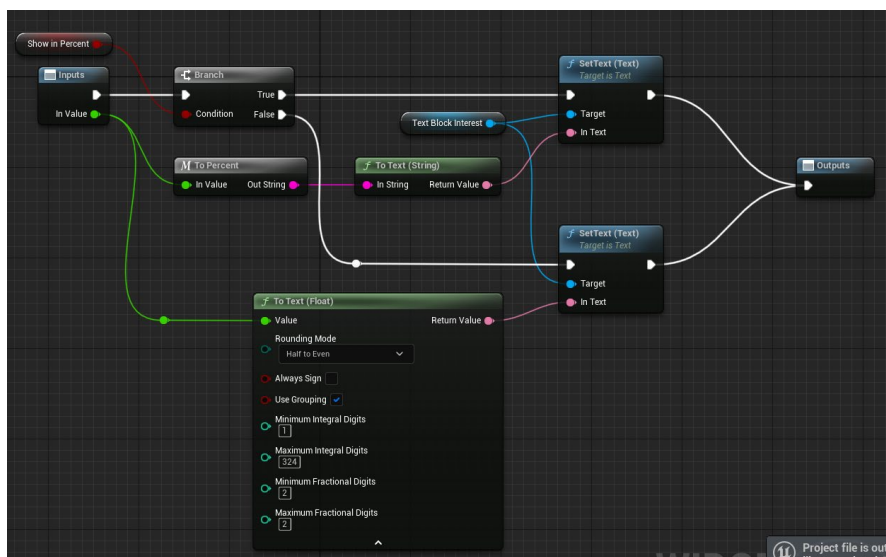 Show in Percent
Inputs
In Value
Branch
True
Condition
False
SetText (Text)
Target is Text
Target
In Text
Text Block Interest
M To Percent
In Value
Out String
f To Text (String)
In String
Return Value
Outputs
f SetText (Text)
Target is Text
Target
In Text
f To Text (Float)
Value
Return Value
Rounding Mode
Half to Even
Always Sign
Use Grouping
Minimum Integral Digits
1
Maximum Integral Digits
324
Minimum Fractional Digits
2
Maximum Fractional Digits
2
Project file is